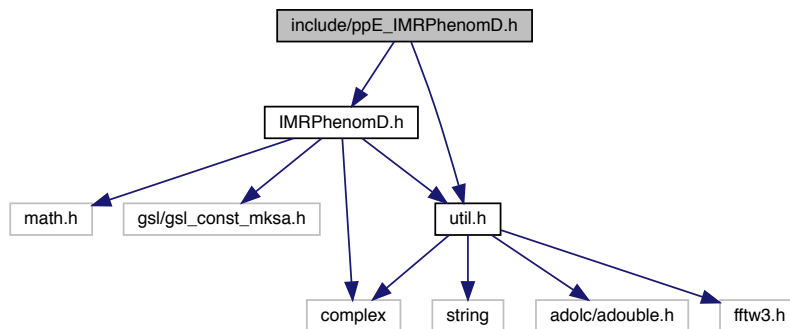 include/ppE_IMRPhenomD.h
IMRPhenomD.h
math.h
gsl/gsl_const_mksa.h
util.h
complex
string
adolc/adouble.h
fftw3.h